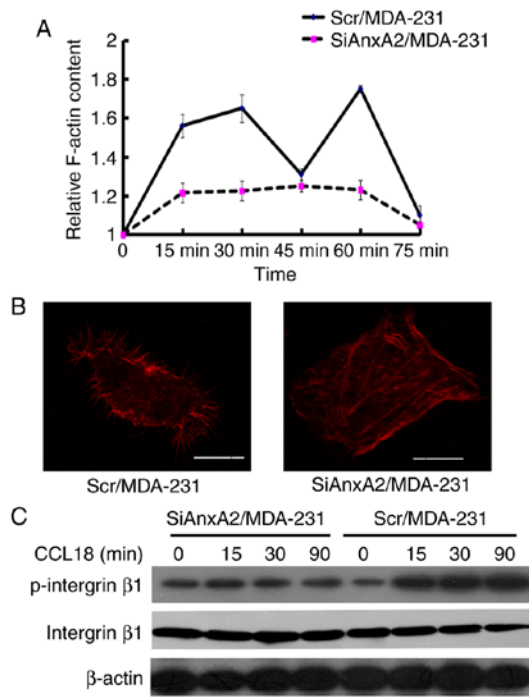 A
Scr/MDA-231
SiAnxA2/MDA-231
Relative F-actin content
2
1.8
1.6
1.4
1.2
1
0 15 min 30 min 45 min 60 min 75 min
Time
B
Scr/MDA-231 SiAnxA2/MDA-231
C
SiAnxA2/MDA-231 Scr/MDA-231
CCL18 (min) 0 15 30 90 0 15 30 90
p-intergrin β1
Intergrin β1
β-actin